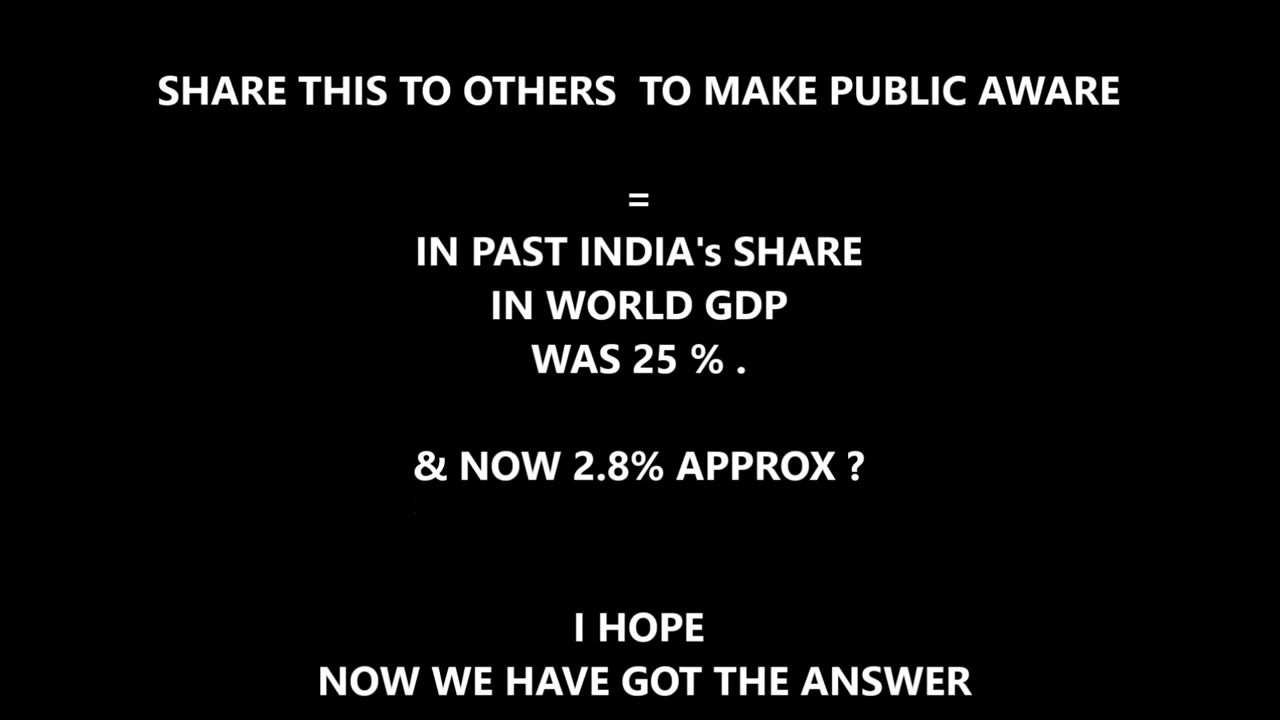 SHARE THIS TO OTHERS  TO MAKE PUBLIC AWARE
=
IN PAST INDIA's SHARE
IN WORLD GDP
WAS 25 % .
& NOW 2.8% APPROX ?
I HOPE
NOW WE HAVE GOT THE ANSWER